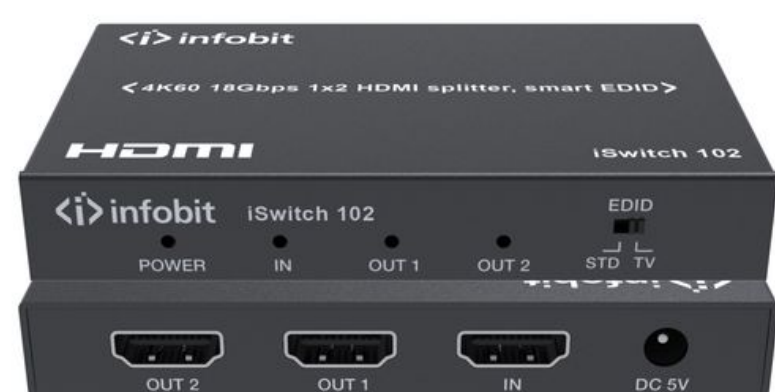 <i> infobit
<4K60 18Gbps 1x2 HDMI splitter, smart EDID>
HDMI
iSwitch 102
<i> infobit iSwitch 102
EDID
POWER IN OUT 1 OUT 2 STD TV
<i> infobit
OUT 2 OUT 1 IN DC 5V